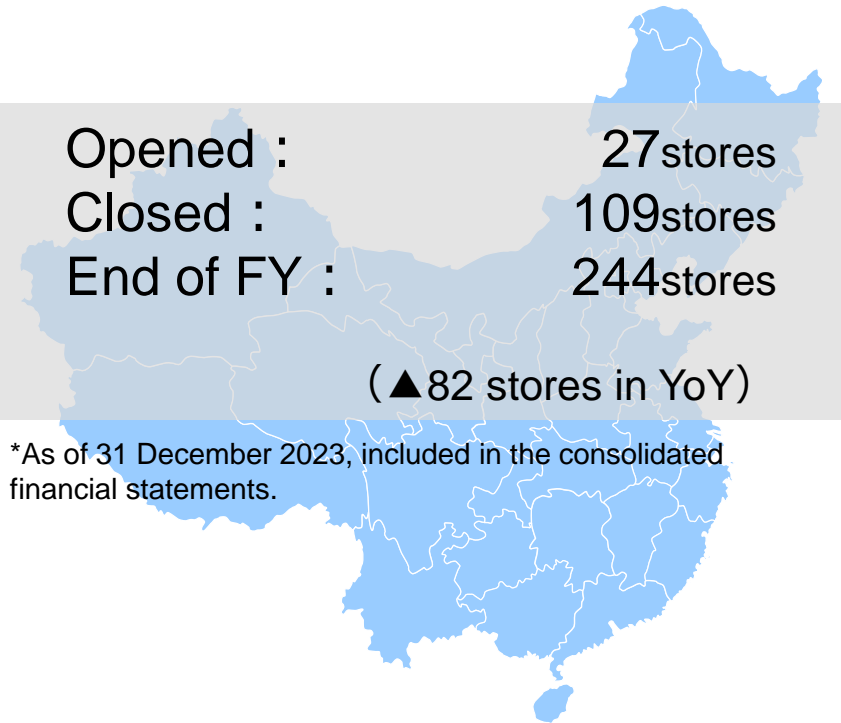 Opened : 27stores
Closed : 109stores
End of FY : 244stores
（▲82 stores in YoY）
*As of 31 December 2023, included in the consolidated
financial statements.